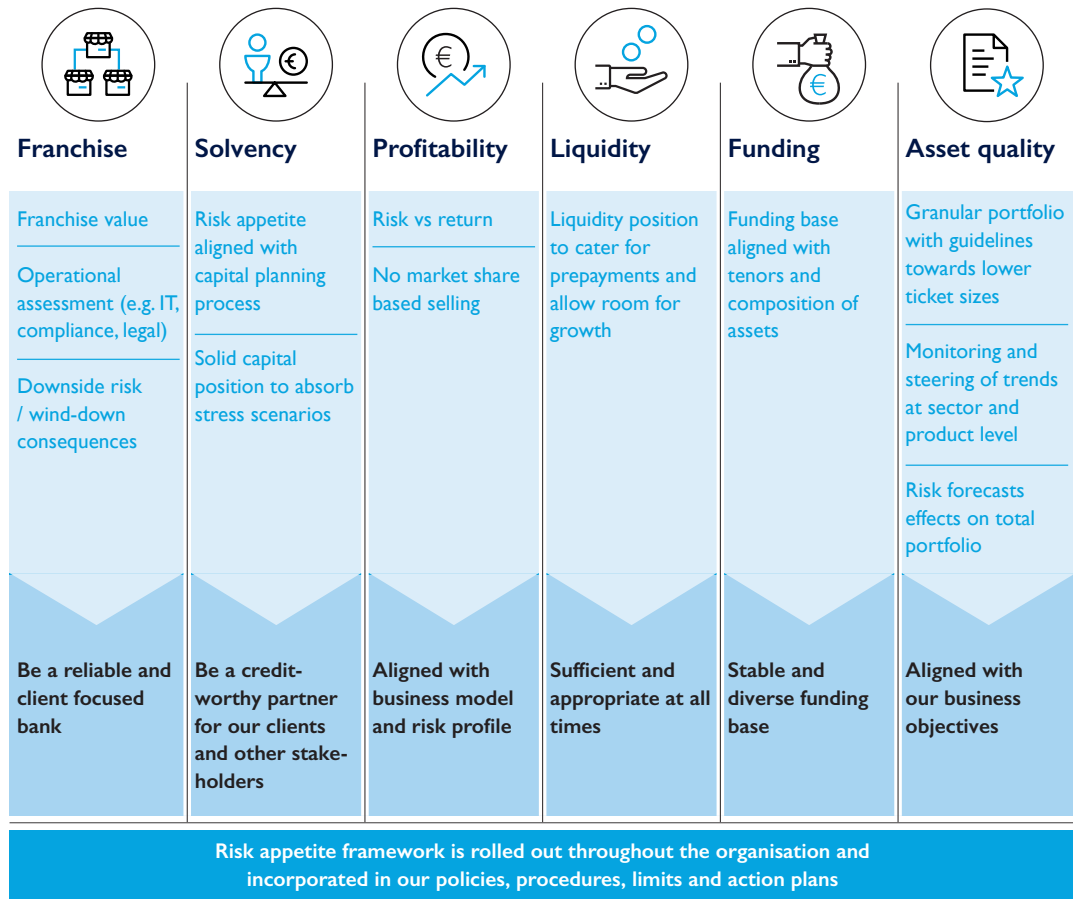 Franchise
Franchise value
Operational
assessment (e.g. IT,
compliance, legal)
Downside risk
/ wind-down
consequences
Be a reliable and
client focused
bank
Solvency
Risk appetite
aligned with
capital planning
process
Solid capital
position to absorb
stress scenarios
Be a credit-
worthy partner
for our clients
and other stake-
holders
Profitability
Risk vs return
No market share
based selling
Aligned with
business model
and risk profile
Liquidity
Liquidity position
to cater for
prepayments and
allow room for
growth
Sufficient and
appropriate at all
times
Funding
Funding base
aligned with
tenors and
composition of
assets
Stable and
diverse funding
base
Asset quality
Granular portfolio
with guidelines
towards lower
ticket sizes
Monitoring and
steering of trends
at sector and
product level
Risk forecasts
effects on total
portfolio
Aligned with
our business
objectives
Risk appetite framework is rolled out throughout the organisation and
incorporated in our policies, procedures, limits and action plans